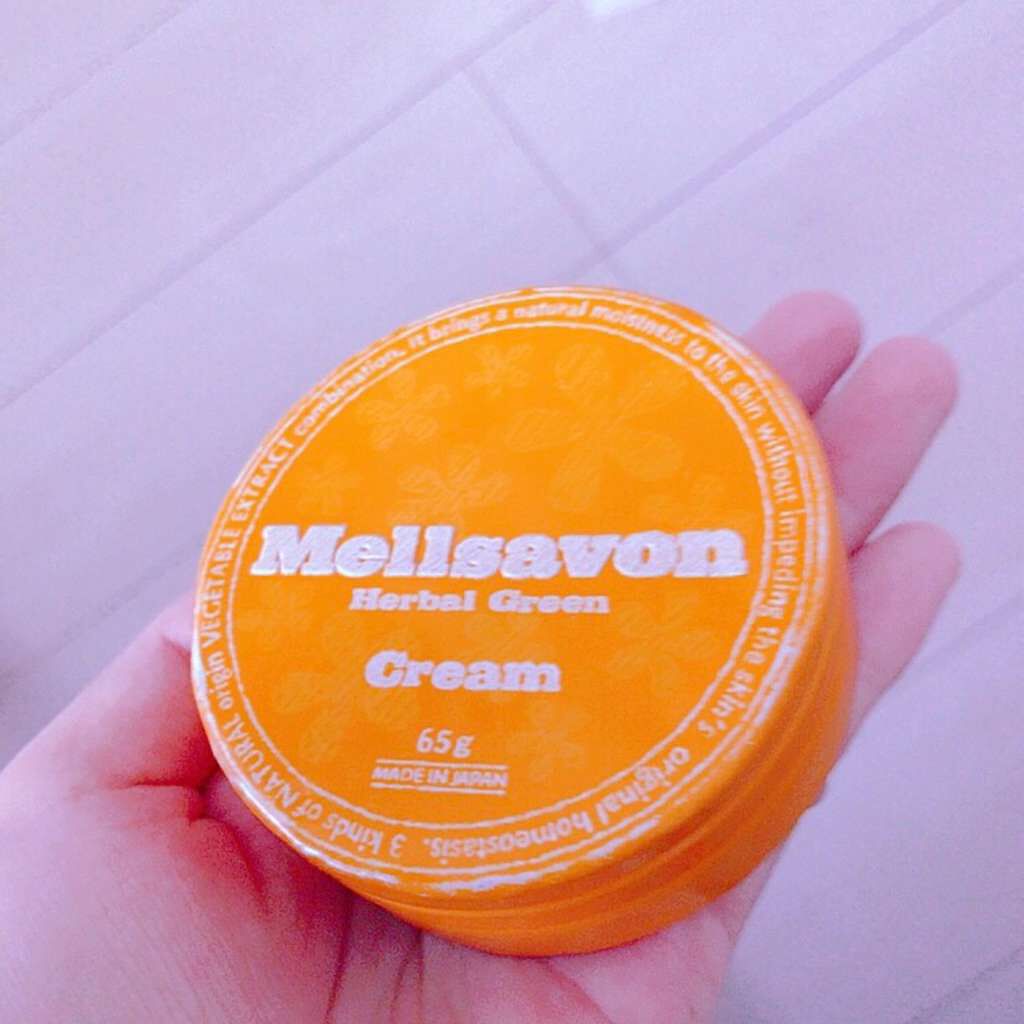 Mellsavon
Herbal Green
Cream
65g
MADE IN JAPAN
3 kinds of NATURAL origin VEGETABLE EXTRACT combination, it beings a natural moistness to the skin without impeding the skin's original homeostasis.